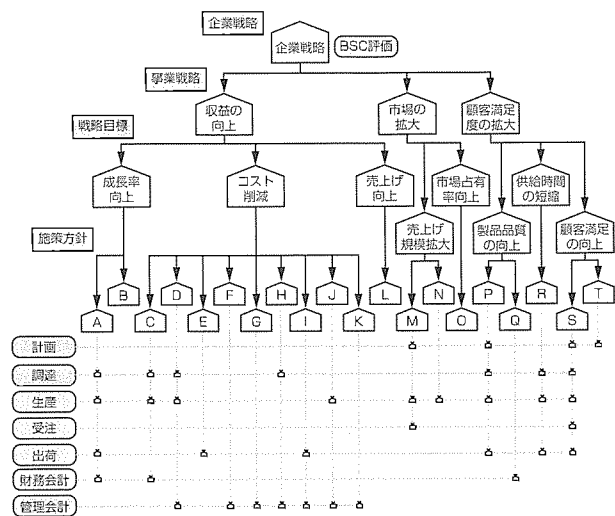 企業戦略
企業戦略
BSC評価
事業戦略
収益の
向上
市場の
拡大
顧客満足
度の拡大
戦略目標
成長率
向上
コスト
削減
売上げ
向上
市場占有
率向上
供給時間
の短縮
売上げ
規模拡大
製品品質
の向上
顧客満足
の向上
施策方針
B
D
F
H
J
L
N
P
R
T
A
C
E
G
I
K
M
O
Q
S
計画
調達
生産
受注
出荷
財務会計
管理会計